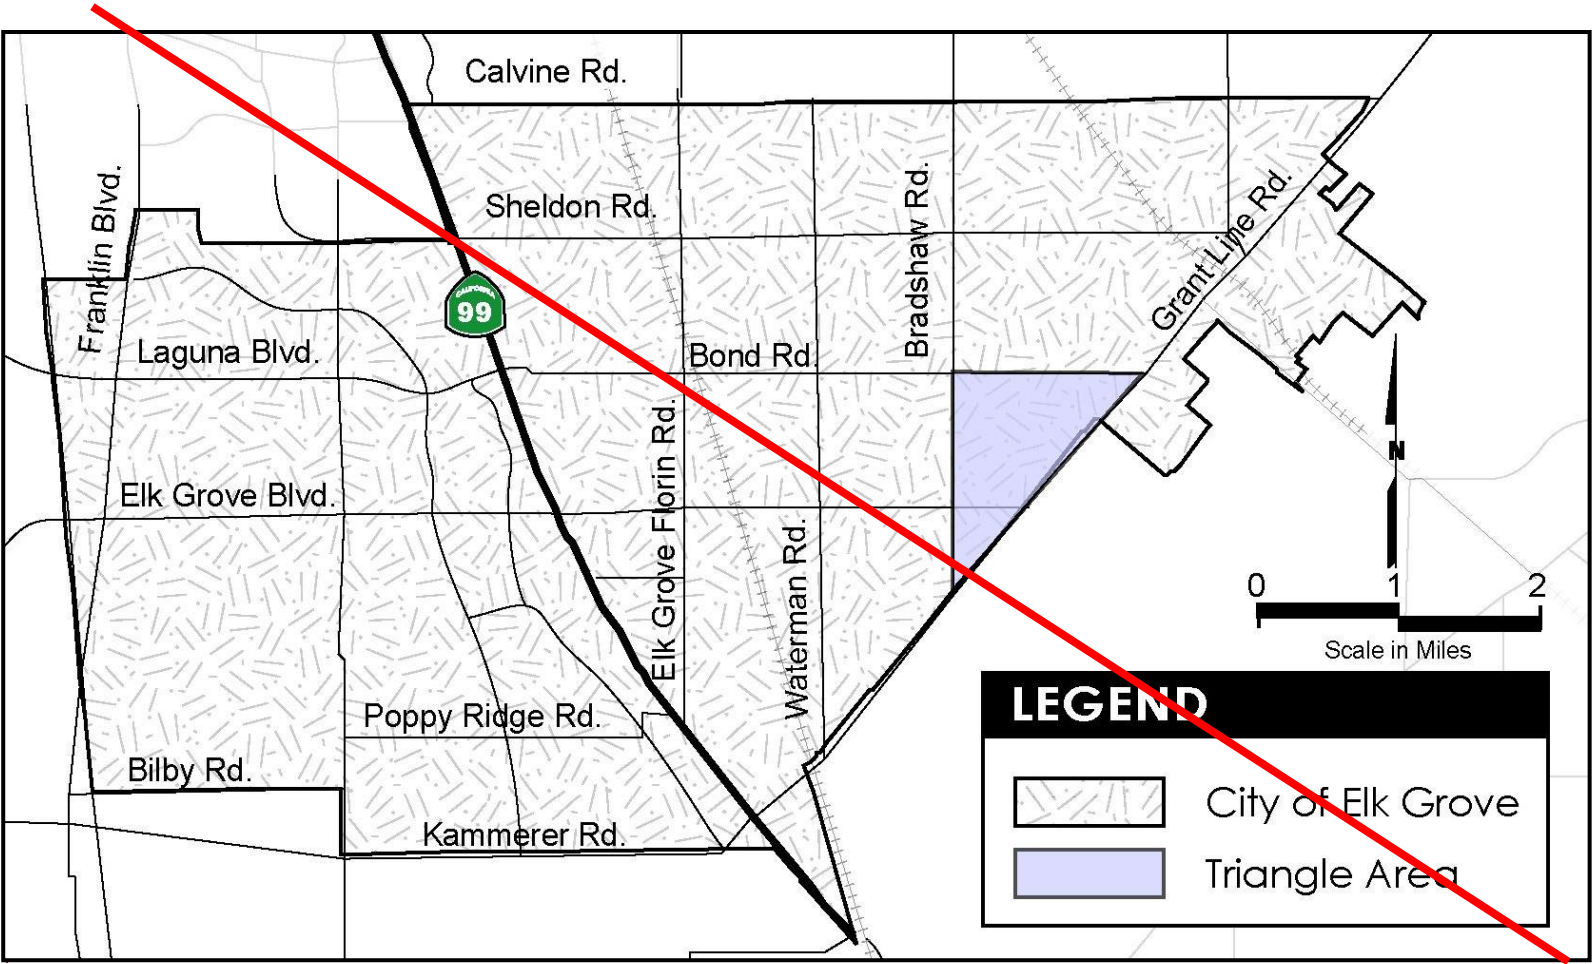 Calvine Rd.
Sheldon Rd.
Franklin Blvd.
Bradshaw Rd.
Grant Line Rd.
CALIFORNIA
99
Laguna Blvd.
Bond Rd.
Elk Grove Blvd.
Elk Grove Florin Rd.
Waterman Rd.
N
0 1 2
Scale in Miles
Poppy Ridge Rd.
Bilby Rd.
Kammerer Rd.
LEGEND
City of Elk Grove
Triangle Area